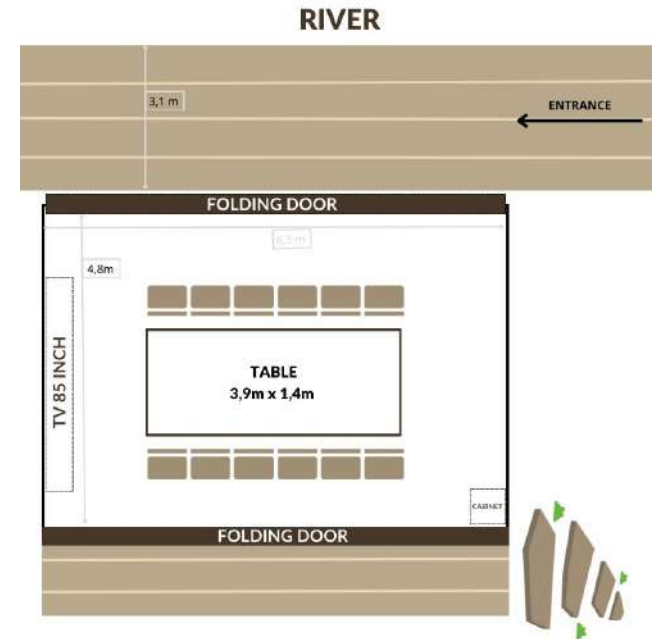 RIVER
3,1 m
ENTRANCE
FOLDING DOOR
4,8m
TV 85 INCH
TABLE
3,9m x 1,4m
CABINET
FOLDING DOOR